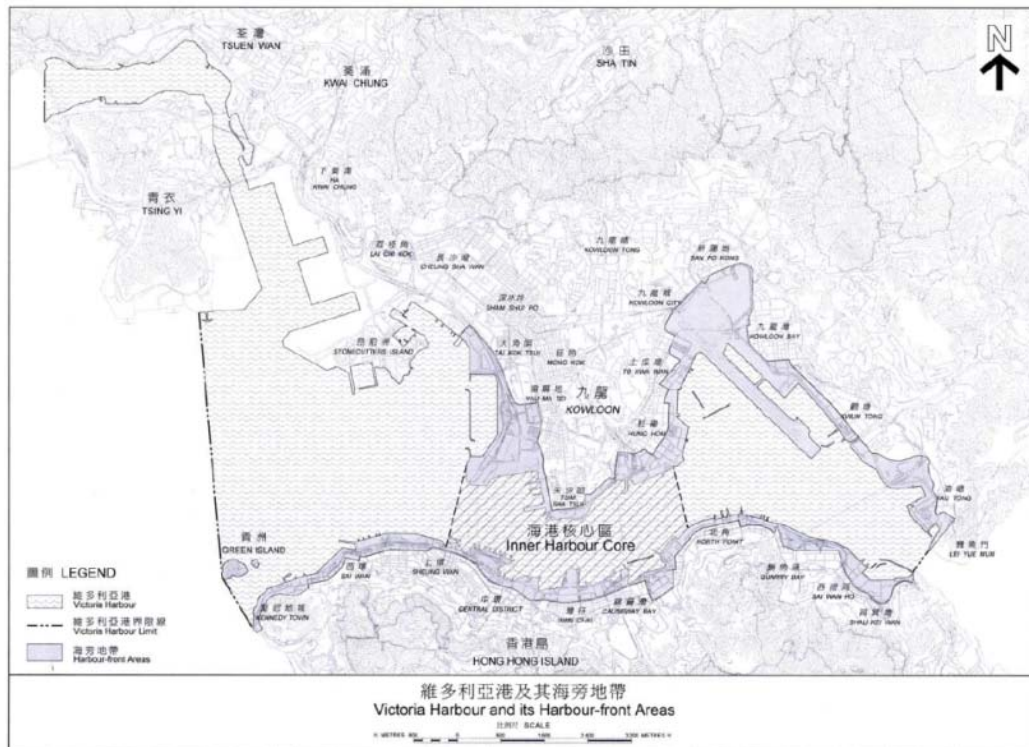 荃灣
TSUEN WAN
葵涌
KWAI CHUNG
沙田
SHA TIN
N
青衣
TSING YI
下葵涌
HA
KWAI CHUNG
荔枝角
LAI CHI KOK
長沙灣
CHEUNG SHA WAN
九龍塘
KOWLOON TONG
新蒲崗
SAN PO KONG
深水埗
SHAM SHUI PO
九龍城
KOWLOON CITY
昂船洲
STONECUTTERS ISLAND
大角咀
TAI KOK TSUI
旺角
MONG KOK
土瓜灣
TO KWA WAN
九龍灣
KOWLOON BAY
油麻地
YAU MA TEI
九龍
KOWLOON
紅磡
HUNG HOM
觀塘
KWUN TONG
尖沙咀
TSIM
SHA TSUI
油塘
YAU TONG
海港核心區
Inner Harbour Core
鯉魚門
LEI YUE MUN
青洲
GREEN ISLAND
北角
NORTH POINT
西環
SAI WAN
上環
SHEUNG WAN
鰂魚涌
QUARRY BAY
西灣河
SAI WAN HO
堅尼地城
KENNEDY TOWN
中環
CENTRAL DISTRICT
灣仔
WAN CHAI
銅鑼灣
CAUSEWAY BAY
筲箕灣
SHAU KEI WAN
香港島
HONG HONG ISLAND
圖例 LEGEND
維多利亞港
Victoria Harbour
維多利亞港界限線
Victoria Harbour Limit
海旁地帶
Harbour-front Areas
維多利亞港及其海旁地帶
Victoria Harbour and its Harbour-front Areas
比例尺 SCALE